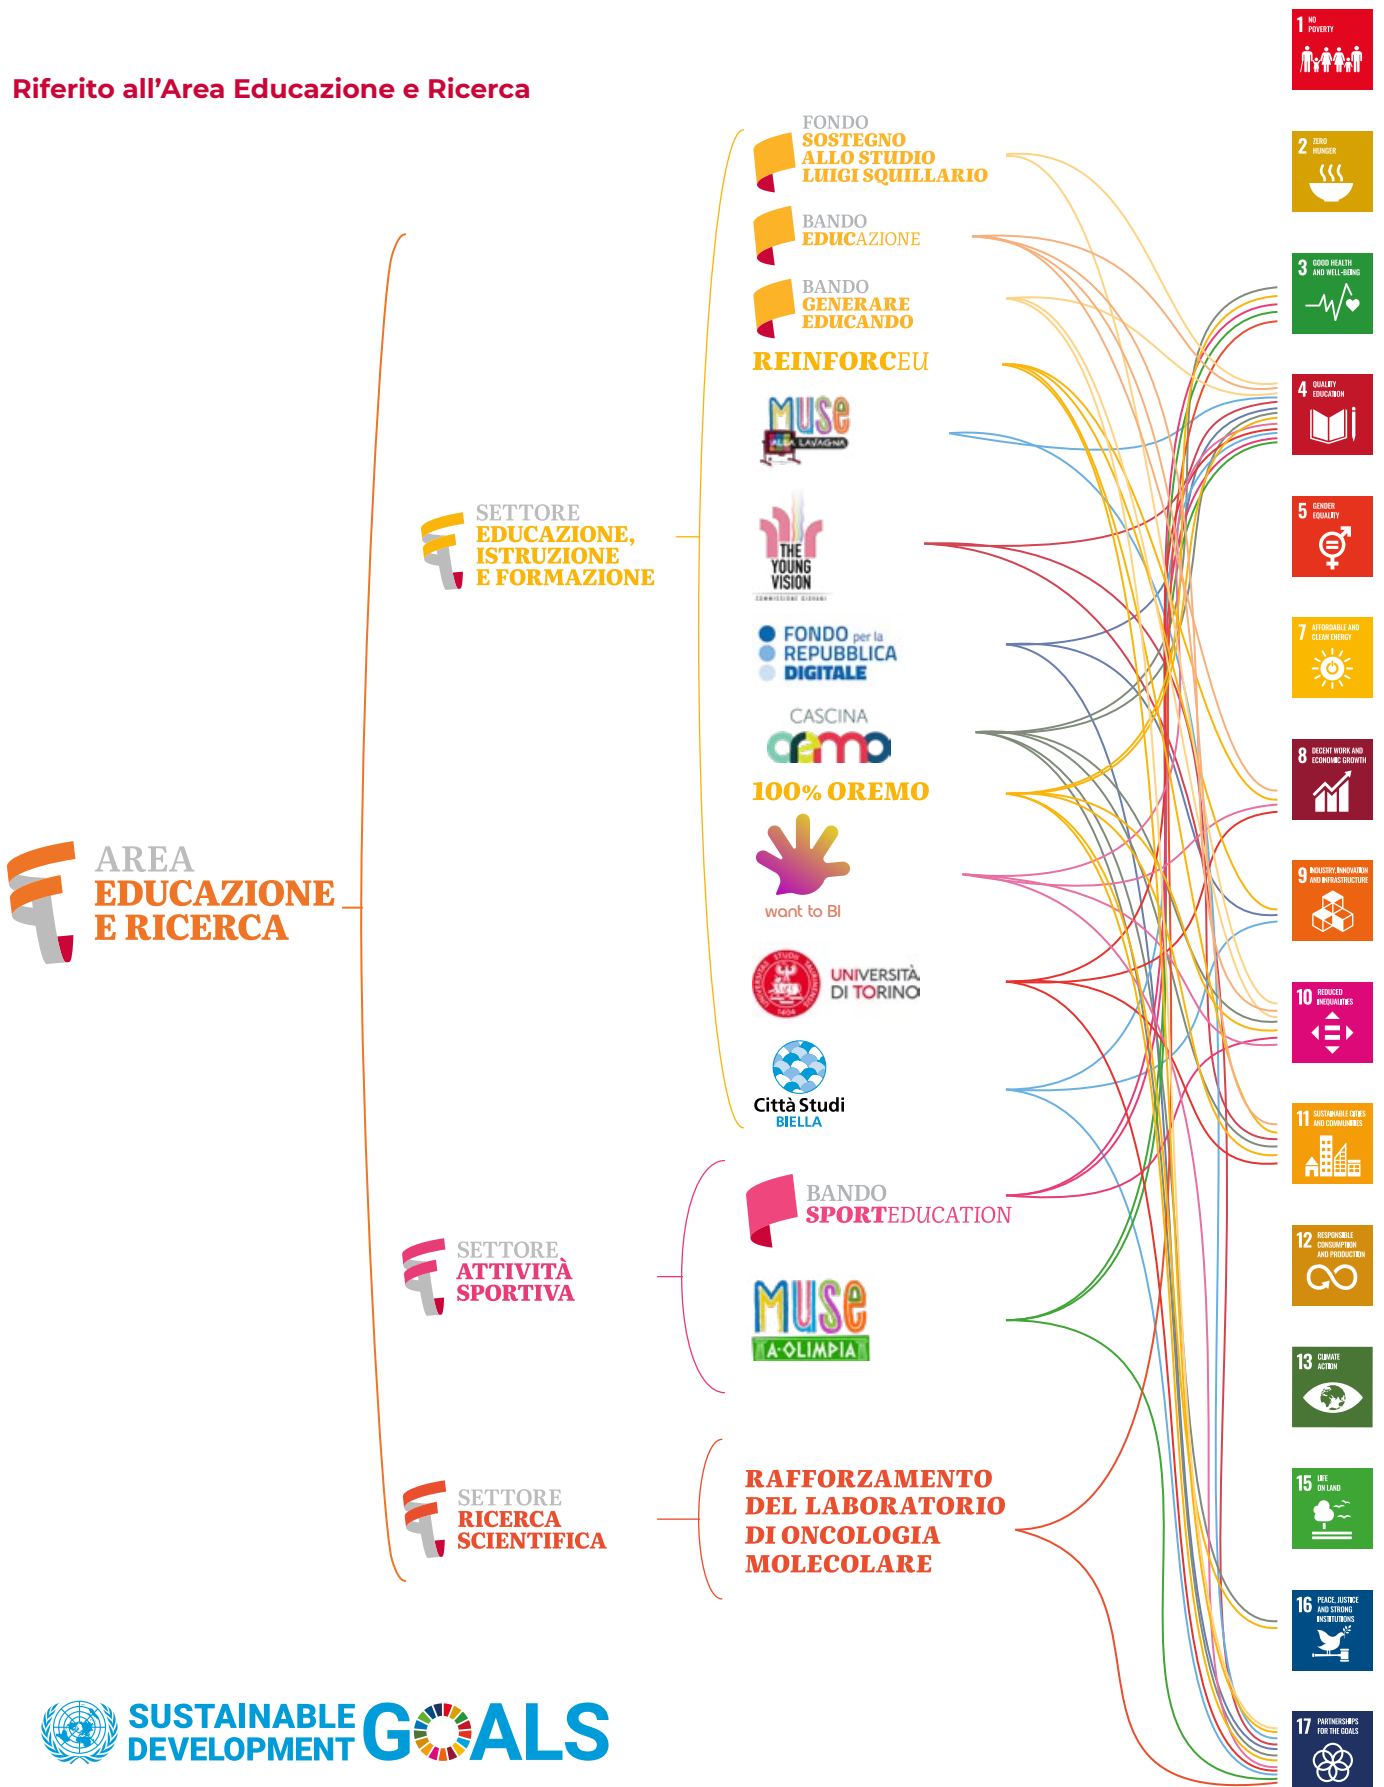 Riferito all'Area Educazione e Ricerca
AREA
EDUCAZIONE
E RICERCA
SETTORE
EDUCAZIONE,
ISTRUZIONE
E FORMAZIONE
FONDO
SOSTEGNO
ALLO STUDIO
LUIGI SQUILLARIO
BANDO
EDUCAZIONE
BANDO
GENERARE
EDUCANDO
REINFORCEU
MUSE
ALLA LAVAGNA
THE
YOUNG
VISION
COMMISSIONE GIOVANI
FONDO per la
REPUBBLICA
DIGITALE
CASCINA
OREMO
100% OREMO
want to BI
UNIVERSITÀ
DI TORINO
Città Studi
BIELLA
SETTORE
ATTIVITÀ
SPORTIVA
BANDO
SPORTEDUCATION
MUSE
A·OLIMPIA
SETTORE
RICERCA
SCIENTIFICA
RAFFORZAMENTO
DEL LABORATORIO
DI ONCOLOGIA
MOLECOLARE
1 NO
POVERTY
2 ZERO
HUNGER
3 GOOD HEALTH
AND WELL-BEING
4 QUALITY
EDUCATION
5 GENDER
EQUALITY
7 AFFORDABLE AND
CLEAN ENERGY
8 DECENT WORK AND
ECONOMIC GROWTH
9 INDUSTRY, INNOVATION
AND INFRASTRUCTURE
10 REDUCED
INEQUALITIES
11 SUSTAINABLE CITIES
AND COMMUNITIES
12 RESPONSIBLE
CONSUMPTION
AND PRODUCTION
13 CLIMATE
ACTION
15 LIFE
ON LAND
16 PEACE, JUSTICE
AND STRONG
INSTITUTIONS
17 PARTNERSHIPS
FOR THE GOALS
SUSTAINABLE
DEVELOPMENT
GOALS